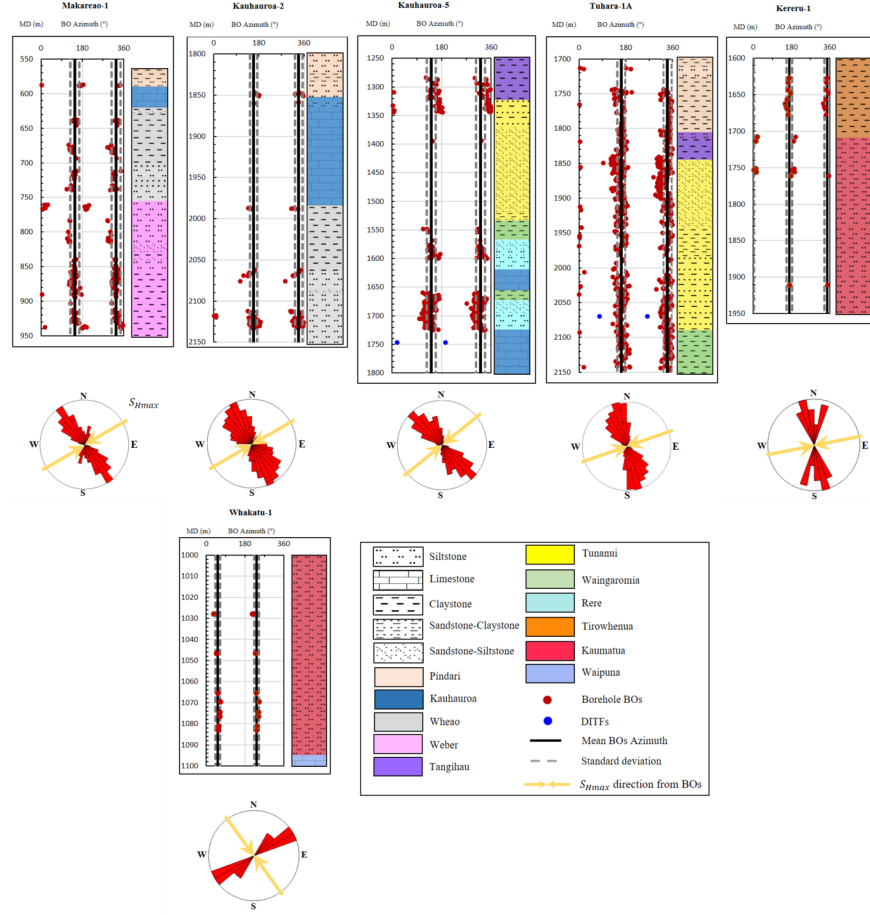 Makareao-1
Kauhauroa-2
Kauhauroa-5
Tuhara-1A
Kereru-1
MD (m) BO Azimuth (°)
0 180 360
550
600
650
700
750
800
850
900
950
MD (m) BO Azimuth (°)
0 180 360
1800
1850
1900
1950
2000
2050
2100
2150
MD (m) BO Azimuth (°)
0 180 360
1250
1300
1350
1400
1450
1500
1550
1600
1650
1700
1750
1800
MD (m) BO Azimuth (°)
0 180 360
1700
1750
1800
1850
1900
1950
2000
2050
2100
2150
MD (m) BO Azimuth (°)
0 180 360
1600
1650
1700
1750
1800
1850
1900
1950
N
W E
S
S_Hmax
N
W E
S
N
W E
S
N
W E
S
N
W E
S
Whakatu-1
MD (m) BO Azimuth (°)
0 180 360
1000
1010
1020
1030
1040
1050
1060
1070
1080
1090
1100
N
W E
S
Siltstone
Limestone
Claystone
Sandstone-Claystone
Sandstone-Siltstone
Pindari
Kauhauroa
Wheao
Weber
Tangihau
Tunanui
Waingaromia
Rere
Tirowhenua
Kaumatua
Waipuna
Borehole BOs
DITFs
Mean BOs Azimuth
Standard deviation
S_Hmax direction from BOs